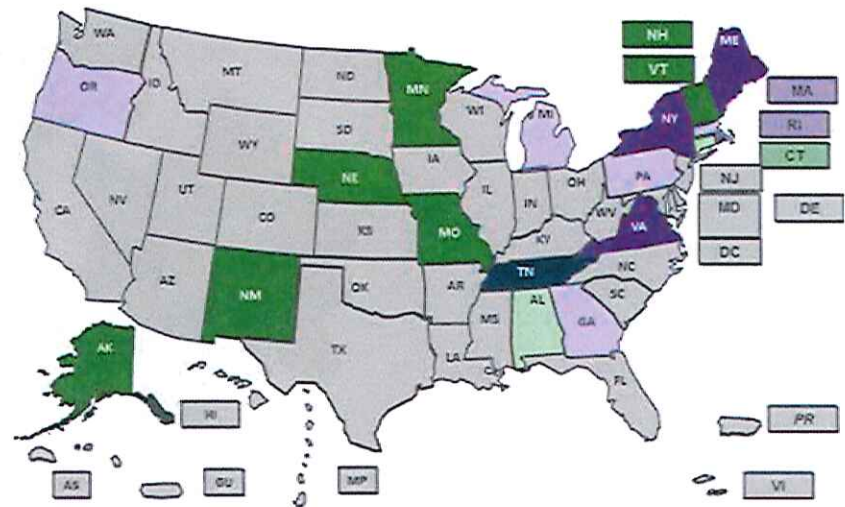 WA
MT
ND
MN
NH
VT
ME
OR
ID
WY
SD
WI
MI
NY
MA
RI
CT
NV
UT
NE
IA
IL
IN
OH
PA
NJ
CA
CO
KS
MO
KY
WV
VA
MD
DE
DC
AZ
NM
OK
AR
TN
NC
SC
TX
LA
MS
AL
GA
FL
AK
HI
PR
AS
GU
MP
VI